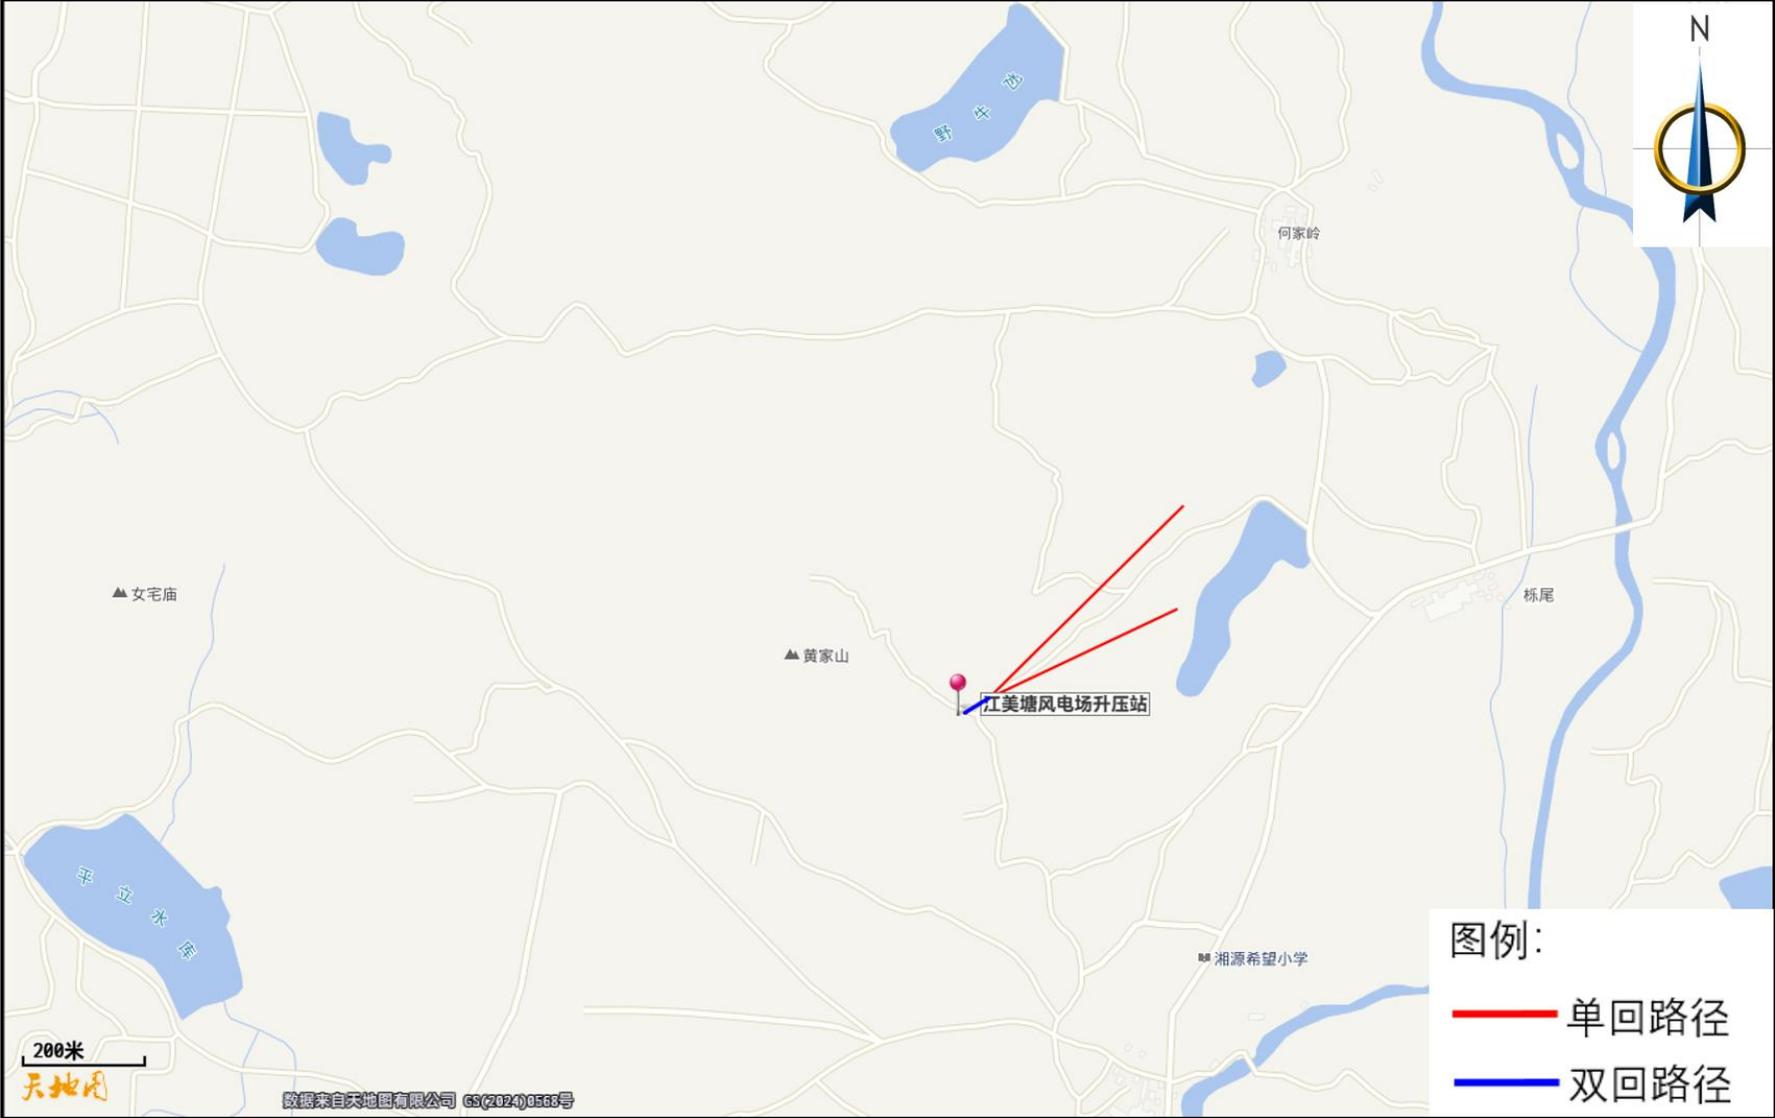 N
野牛氹
何家岭
女宅庙
栎尾
黄家山
江美塘风电场升压站
平立水库
湘源希望小学
图例:
单回路径
双回路径
200米
天地图
数据来自天地图有限公司 GS(2024)0568号